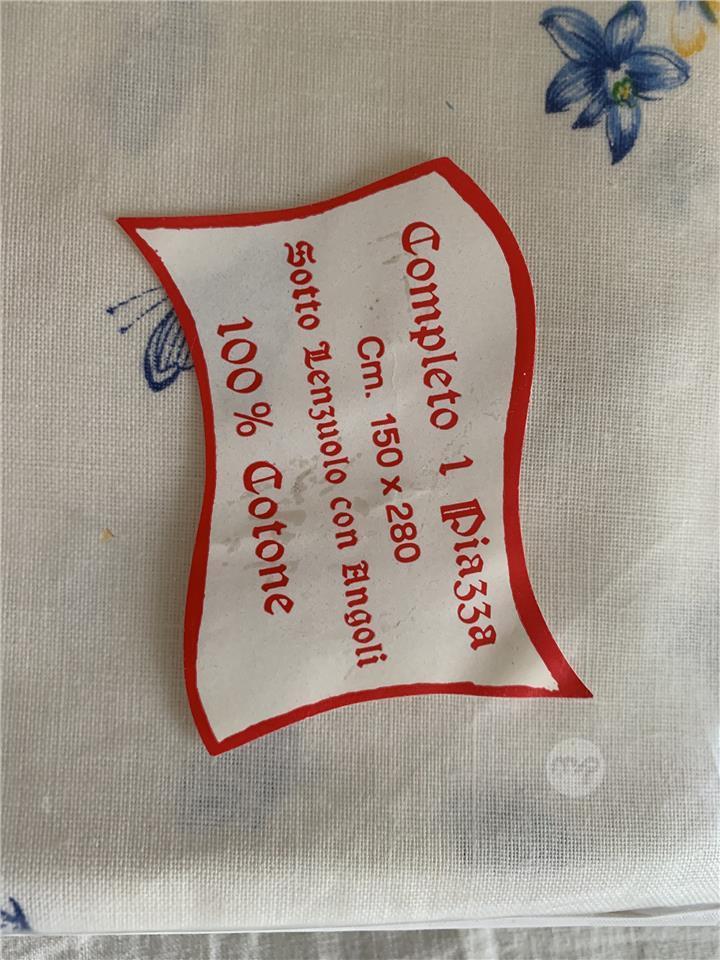 Completo 1 Piazza
Cm. 150 x 280
Sotto Lenzuolo con Angoli
100% Cotone